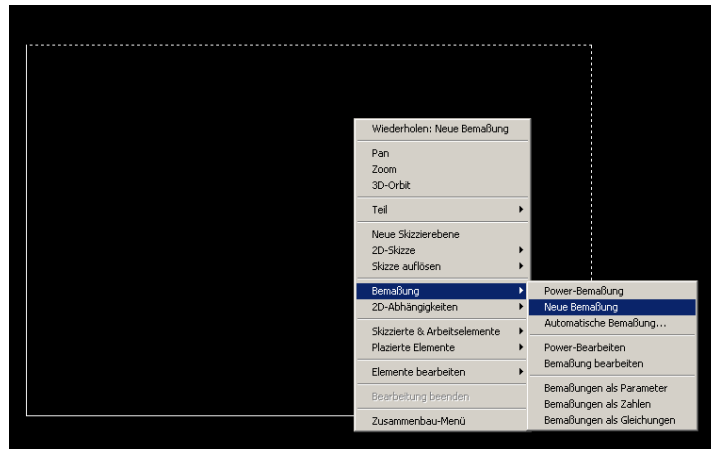 Wiederholen: Neue Bemaßung
Pan
Zoom
3D-Orbit
Teil
Neue Skizzierebene
2D-Skizze
Skizze auflösen
Bemaßung
2D-Abhängigkeiten
Skizzierte & Arbeitselemente
Plazierte Elemente
Elemente bearbeiten
Bearbeitung beenden
Zusammenbau-Menü
Power-Bemaßung
Neue Bemaßung
Automatische Bemaßung...
Power-Bearbeiten
Bemaßung bearbeiten
Bemaßungen als Parameter
Bemaßungen als Zahlen
Bemaßungen als Gleichungen